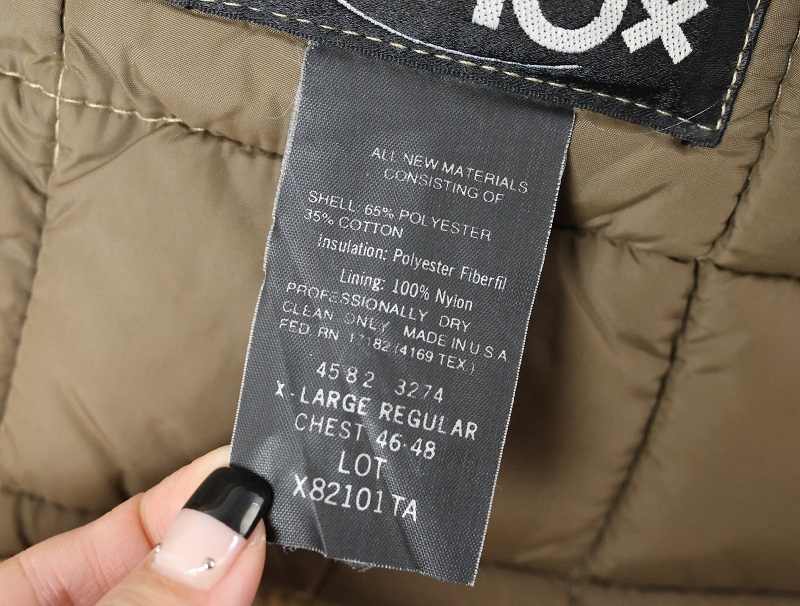 10x
ALL NEW MATERIALS
CONSISTING OF
SHELL: 65% POLYESTER
35% COTTON
Insulation: Polyester Fiberfil
Lining: 100% Nylon
PROFESSIONALLY DRY
CLEAN ONLY MADE IN U S A
FED. RN 17182 (4169 TEX.)
4582 3274
X-LARGE REGULAR
CHEST 46-48
LOT
X82101TA